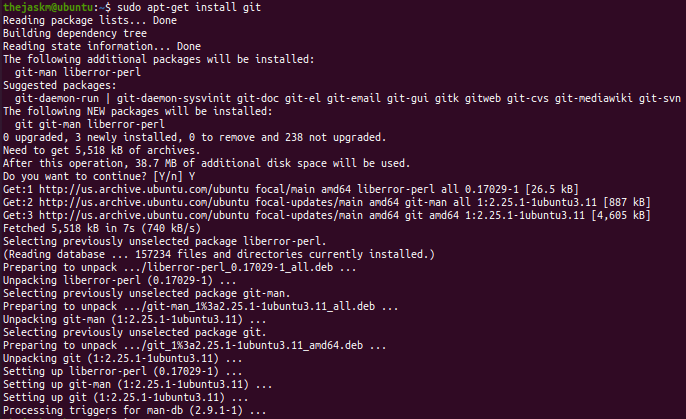 thejaskm@ubuntu:~$ sudo apt-get install git
Reading package lists... Done
Building dependency tree
Reading state information... Done
The following additional packages will be installed:
  git-man liberror-perl
Suggested packages:
  git-daemon-run | git-daemon-sysvinit git-doc git-el git-email git-gui gitk gitweb git-cvs git-mediawiki git-svn
The following NEW packages will be installed:
  git git-man liberror-perl
0 upgraded, 3 newly installed, 0 to remove and 238 not upgraded.
Need to get 5,518 kB of archives.
After this operation, 38.7 MB of additional disk space will be used.
Do you want to continue? [Y/n] Y
Get:1 http://us.archive.ubuntu.com/ubuntu focal/main amd64 liberror-perl all 0.17029-1 [26.5 kB]
Get:2 http://us.archive.ubuntu.com/ubuntu focal-updates/main amd64 git-man all 1:2.25.1-1ubuntu3.11 [887 kB]
Get:3 http://us.archive.ubuntu.com/ubuntu focal-updates/main amd64 git amd64 1:2.25.1-1ubuntu3.11 [4,605 kB]
Fetched 5,518 kB in 7s (740 kB/s)
Selecting previously unselected package liberror-perl.
(Reading database ... 157234 files and directories currently installed.)
Preparing to unpack .../liberror-perl_0.17029-1_all.deb ...
Unpacking liberror-perl (0.17029-1) ...
Selecting previously unselected package git-man.
Preparing to unpack .../git-man_1%3a2.25.1-1ubuntu3.11_all.deb ...
Unpacking git-man (1:2.25.1-1ubuntu3.11) ...
Selecting previously unselected package git.
Preparing to unpack .../git_1%3a2.25.1-1ubuntu3.11_amd64.deb ...
Unpacking git (1:2.25.1-1ubuntu3.11) ...
Setting up liberror-perl (0.17029-1) ...
Setting up git-man (1:2.25.1-1ubuntu3.11) ...
Setting up git (1:2.25.1-1ubuntu3.11) ...
Processing triggers for man-db (2.9.1-1) ...